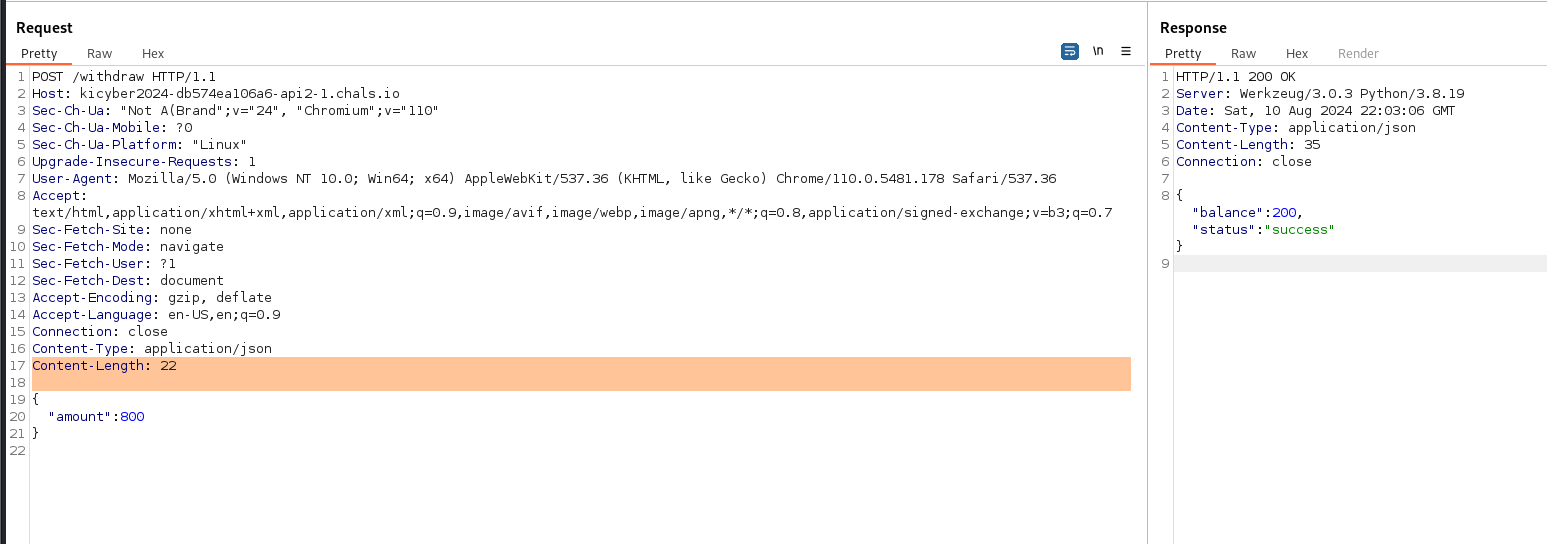 Request
Pretty Raw Hex
\n
1 POST /withdraw HTTP/1.1
2 Host: kicyber2024-db574ea106a6-api2-1.chals.io
3 Sec-Ch-Ua: "Not A(Brand";v="24", "Chromium";v="110"
4 Sec-Ch-Ua-Mobile: ?0
5 Sec-Ch-Ua-Platform: "Linux"
6 Upgrade-Insecure-Requests: 1
7 User-Agent: Mozilla/5.0 (Windows NT 10.0; Win64; x64) AppleWebKit/537.36 (KHTML, like Gecko) Chrome/110.0.5481.178 Safari/537.36
8 Accept:
text/html,application/xhtml+xml,application/xml;q=0.9,image/avif,image/webp,image/apng,*/*;q=0.8,application/signed-exchange;v=b3;q=0.7
9 Sec-Fetch-Site: none
10 Sec-Fetch-Mode: navigate
11 Sec-Fetch-User: ?1
12 Sec-Fetch-Dest: document
13 Accept-Encoding: gzip, deflate
14 Accept-Language: en-US,en;q=0.9
15 Connection: close
16 Content-Type: application/json
17 Content-Length: 22
18
19 {
20 "amount":800
21 }
22
Response
Pretty Raw Hex Render
1 HTTP/1.1 200 OK
2 Server: Werkzeug/3.0.3 Python/3.8.19
3 Date: Sat, 10 Aug 2024 22:03:06 GMT
4 Content-Type: application/json
5 Content-Length: 35
6 Connection: close
7
8 {
"balance":200,
"status":"success"
}
9